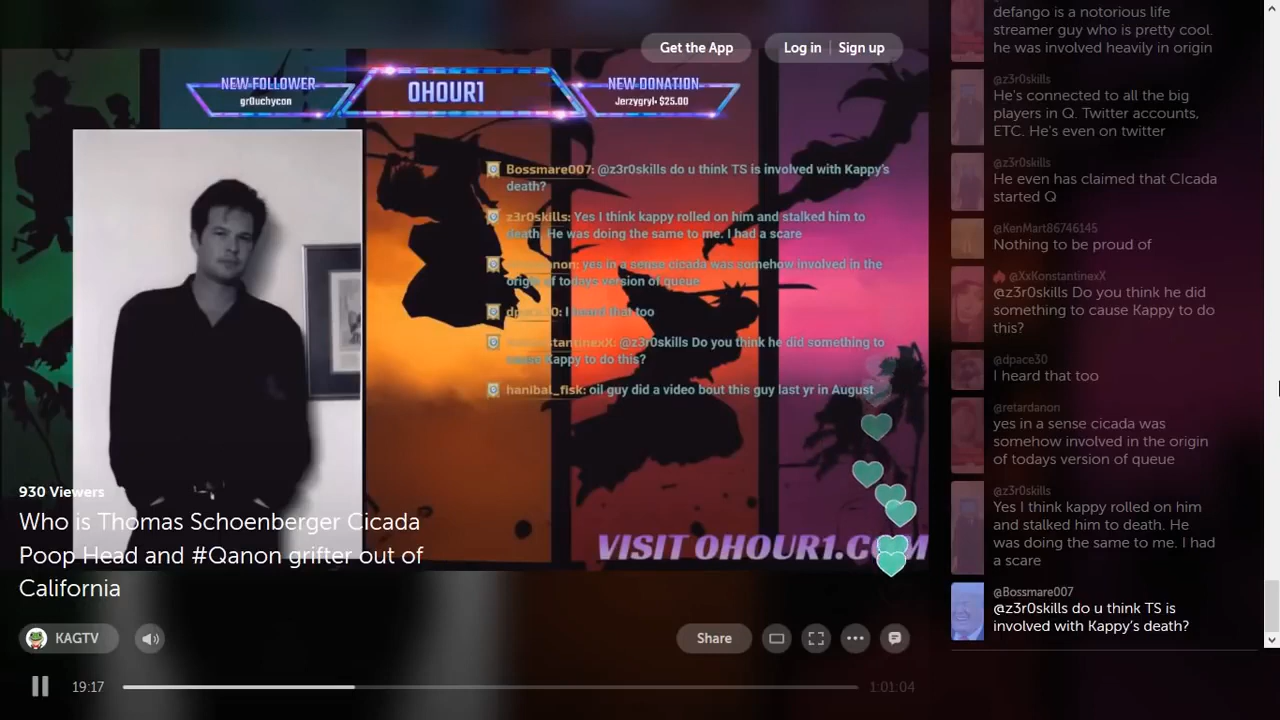 Get the App
Log in
Sign up
NEW FOLLOWER
gr0uchycon
0HOUR1
NEW DONATION
Jerzygryl• $25.00
Bossmare007: @z3r0skills do u think TS is involved with Kappy's
death?
z3r0skills: Yes I think kappy rolled on him and stalked him to
death. He was doing the same to me. I had a scare
anon: yes in a sense cicada was somehow involved in the
origin of todays version of queue
dpace30: I heard that too
stantinexX: @z3r0skills Do you think he did something to
cause Kappy to do this?
hanibal_fisk: oil guy did a video bout this guy last yr in August
VISIT 0HOUR1.COM
930 Viewers
Who is Thomas Schoenberger Cicada
Poop Head and #Qanon grifter out of
California
KAGTV
Share
19:17
1:01:04
defango is a notorious life
streamer guy who is pretty cool.
he was involved heavily in origin
@z3r0skills
He's connected to all the big
players in Q. Twitter accounts,
ETC. He's even on twitter
@z3r0skills
He even has claimed that CIcada
started Q
@KenMart86746145
Nothing to be proud of
@XxKonstantinexX
@z3r0skills Do you think he did
something to cause Kappy to do
this?
@dpace30
I heard that too
@retardanon
yes in a sense cicada was
somehow involved in the origin
of todays version of queue
@z3r0skills
Yes I think kappy rolled on him
and stalked him to death. He
was doing the same to me. I had
a scare
@Bossmare007
@z3r0skills do u think TS is
involved with Kappy's death?